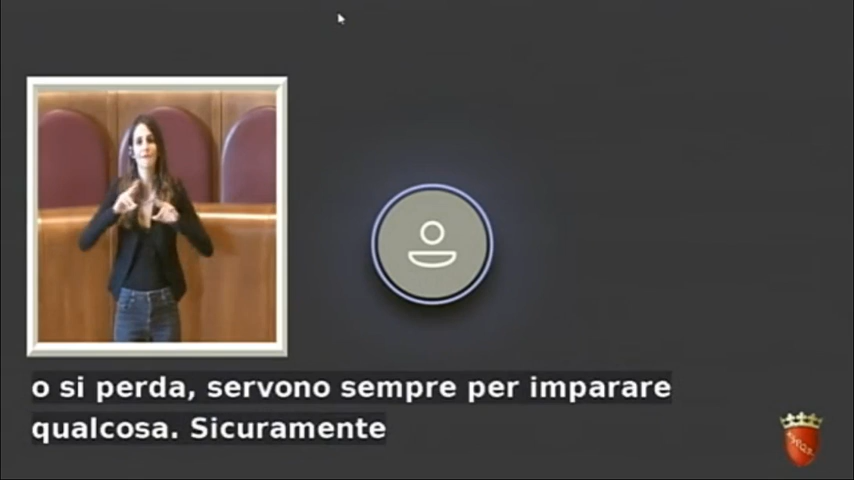 o si perda, servono sempre per imparare
qualcosa. Sicuramente